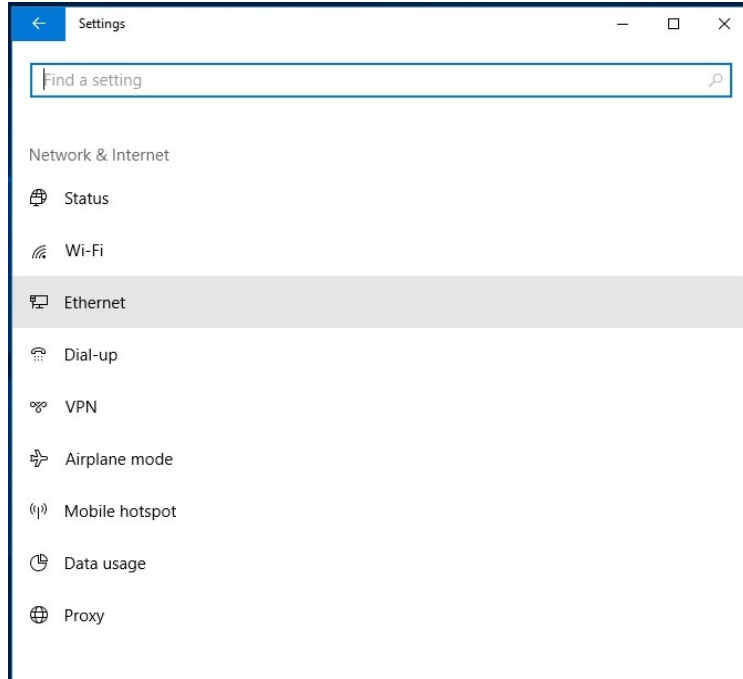 Settings
Find a setting
Network & Internet
Status
Wi-Fi
Ethernet
Dial-up
VPN
Airplane mode
Mobile hotspot
Data usage
Proxy